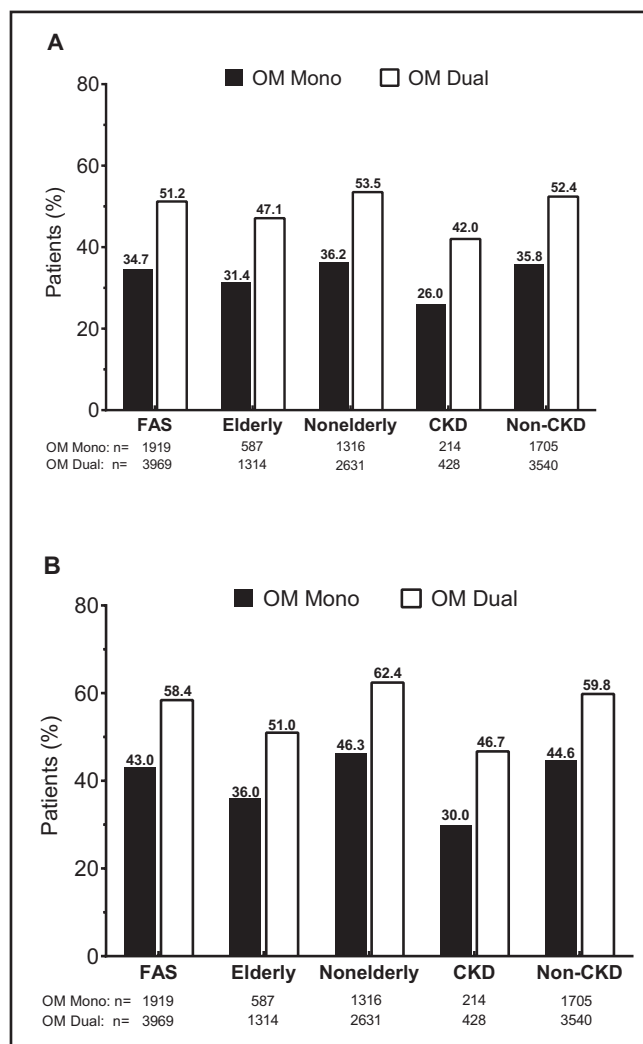 A
OM Mono OM Dual
80
60
40
20
0
Patients (%)
34.7 51.2 31.4 47.1 36.2 53.5 26.0 42.0 35.8 52.4
FAS Elderly Nonelderly CKD Non-CKD
OM Mono: n= 1919 587 1316 214 1705
OM Dual: n= 3969 1314 2631 428 3540
B
OM Mono OM Dual
80
60
40
20
0
Patients (%)
43.0 58.4 36.0 51.0 46.3 62.4 30.0 46.7 44.6 59.8
FAS Elderly Nonelderly CKD Non-CKD
OM Mono: n= 1919 587 1316 214 1705
OM Dual: n= 3969 1314 2631 428 3540